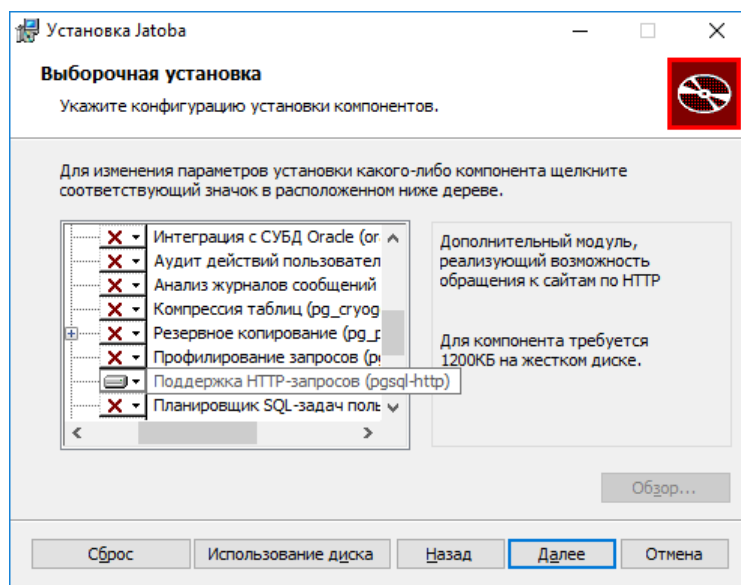 Установка Jatoba
Выборочная установка
Укажите конфигурацию установки компонентов.
Для изменения параметров установки какого-либо компонента щелкните
соответствующий значок в расположенном ниже дереве.
Интеграция с СУБД Oracle (or
Аудит действий пользовател
Анализ журналов сообщений
Компрессия таблиц (pg_cryog
Резервное копирование (pg_p
Профилирование запросов (pg
Поддержка HTTP-запросов (pgsql-http)
Планировщик SQL-задач поль
Дополнительный модуль,
реализующий возможность
обращения к сайтам по HTTP
Для компонента требуется
1200КБ на жестком диске.
Обзор...
Сброс
Использование диска
Назад
Далее
Отмена